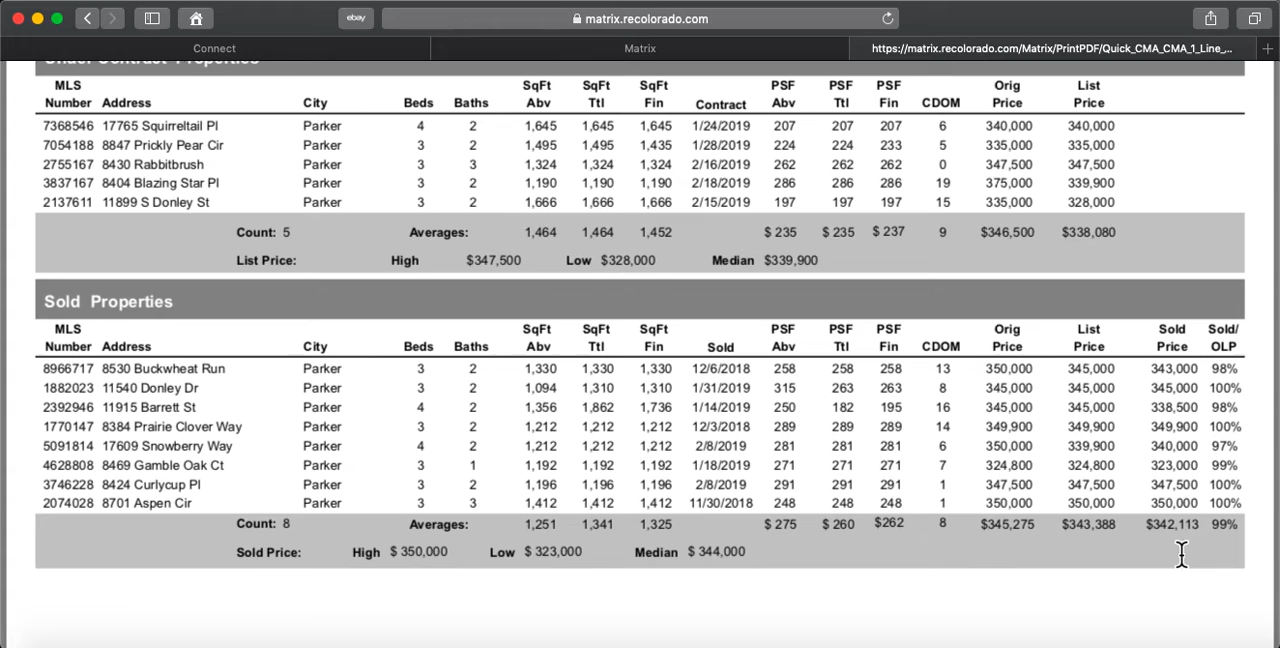 ebay
matrix.recolorado.com
Connect
Matrix
https://matrix.recolorado.com/Matrix/PrintPDF/Quick_CMA_CMA_1_Line_...
Under Contract Properties
MLS SqFt SqFt SqFt PSF PSF PSF Orig List
Number Address City Beds Baths Abv Ttl Fin Contract Abv Ttl Fin CDOM Price Price
7368546 17765 Squirreltail Pl Parker 4 2 1,645 1,645 1,645 1/24/2019 207 207 207 6 340,000 340,000
7054188 8847 Prickly Pear Cir Parker 3 2 1,495 1,495 1,435 1/28/2019 224 224 233 5 335,000 335,000
2755167 8430 Rabbitbrush Parker 3 3 1,324 1,324 1,324 2/16/2019 262 262 262 0 347,500 347,500
3837167 8404 Blazing Star Pl Parker 3 2 1,190 1,190 1,190 2/18/2019 286 286 286 19 375,000 339,900
2137611 11899 S Donley St Parker 3 2 1,666 1,666 1,666 2/15/2019 197 197 197 15 335,000 328,000
Count: 5 Averages: 1,464 1,464 1,452 $ 235 $ 235 $ 237 9 $346,500 $338,080
List Price: High $347,500 Low $328,000 Median $339,900
Sold Properties
MLS SqFt SqFt SqFt PSF PSF PSF Orig List Sold Sold/
Number Address City Beds Baths Abv Ttl Fin Sold Abv Ttl Fin CDOM Price Price Price OLP
8966717 8530 Buckwheat Run Parker 3 2 1,330 1,330 1,330 12/6/2018 258 258 258 13 350,000 345,000 343,000 98%
1882023 11540 Donley Dr Parker 3 2 1,094 1,310 1,310 1/31/2019 315 263 263 8 345,000 345,000 345,000 100%
2392946 11915 Barrett St Parker 4 2 1,356 1,862 1,736 1/14/2019 250 182 195 16 345,000 345,000 338,500 98%
1770147 8384 Prairie Clover Way Parker 3 2 1,212 1,212 1,212 12/3/2018 289 289 289 14 349,900 349,900 349,900 100%
5091814 17609 Snowberry Way Parker 4 2 1,212 1,212 1,212 2/8/2019 281 281 281 6 350,000 339,900 340,000 97%
4628808 8469 Gamble Oak Ct Parker 3 1 1,192 1,192 1,192 1/18/2019 271 271 271 7 324,800 324,800 323,000 99%
3746228 8424 Curlycup Pl Parker 3 2 1,196 1,196 1,196 2/8/2019 291 291 291 1 347,500 347,500 347,500 100%
2074028 8701 Aspen Cir Parker 3 3 1,412 1,412 1,412 11/30/2018 248 248 248 1 350,000 350,000 350,000 100%
Count: 8 Averages: 1,251 1,341 1,325 $ 275 $ 260 $262 8 $345,275 $343,388 $342,113 99%
Sold Price: High $ 350,000 Low $ 323,000 Median $ 344,000